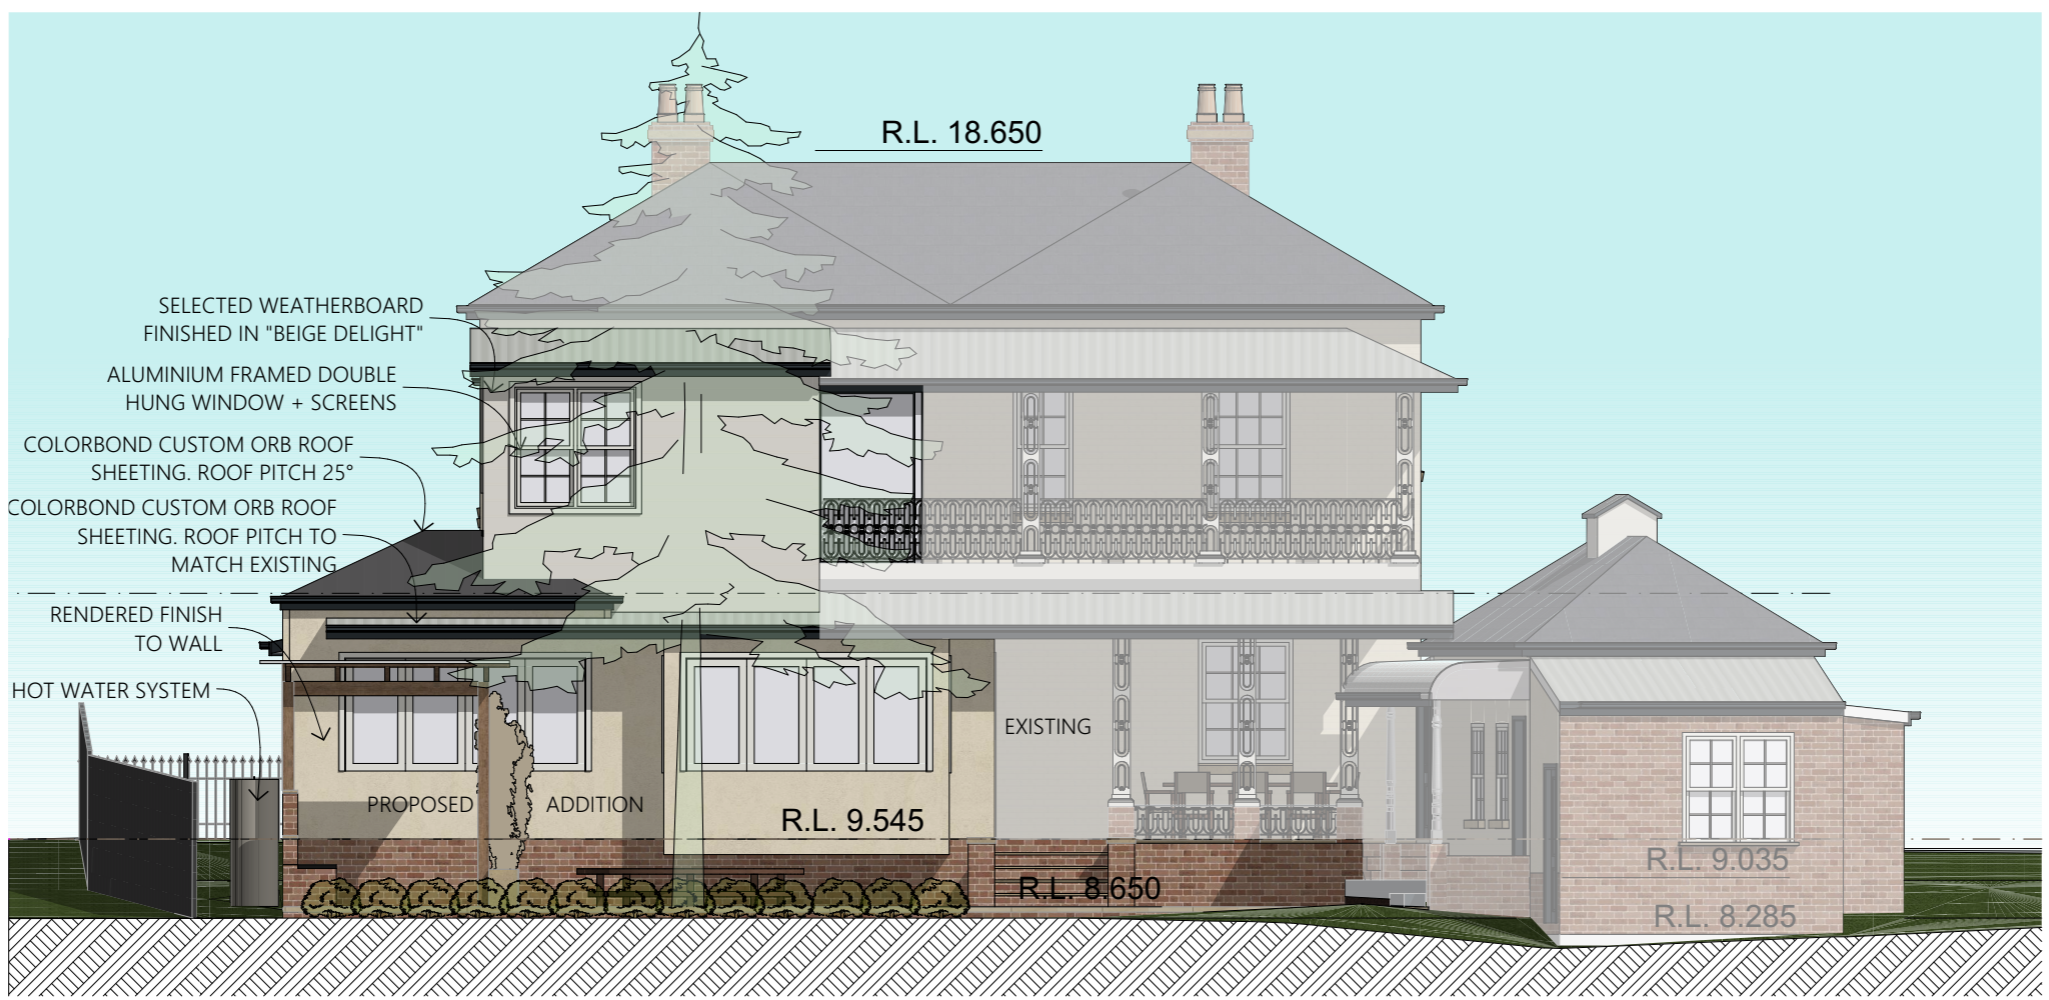 R.L. 18.650
SELECTED WEATHERBOARD
FINISHED IN "BEIGE DELIGHT"
ALUMINIUM FRAMED DOUBLE
HUNG WINDOW + SCREENS
COLORBOND CUSTOM ORB ROOF
SHEETING. ROOF PITCH 25°
COLORBOND CUSTOM ORB ROOF
SHEETING. ROOF PITCH TO
MATCH EXISTING
RENDERED FINISH
TO WALL
HOT WATER SYSTEM
EXISTING
PROPOSED ADDITION
R.L. 9.545
R.L. 9.035
R.L. 8.650
R.L. 8.285